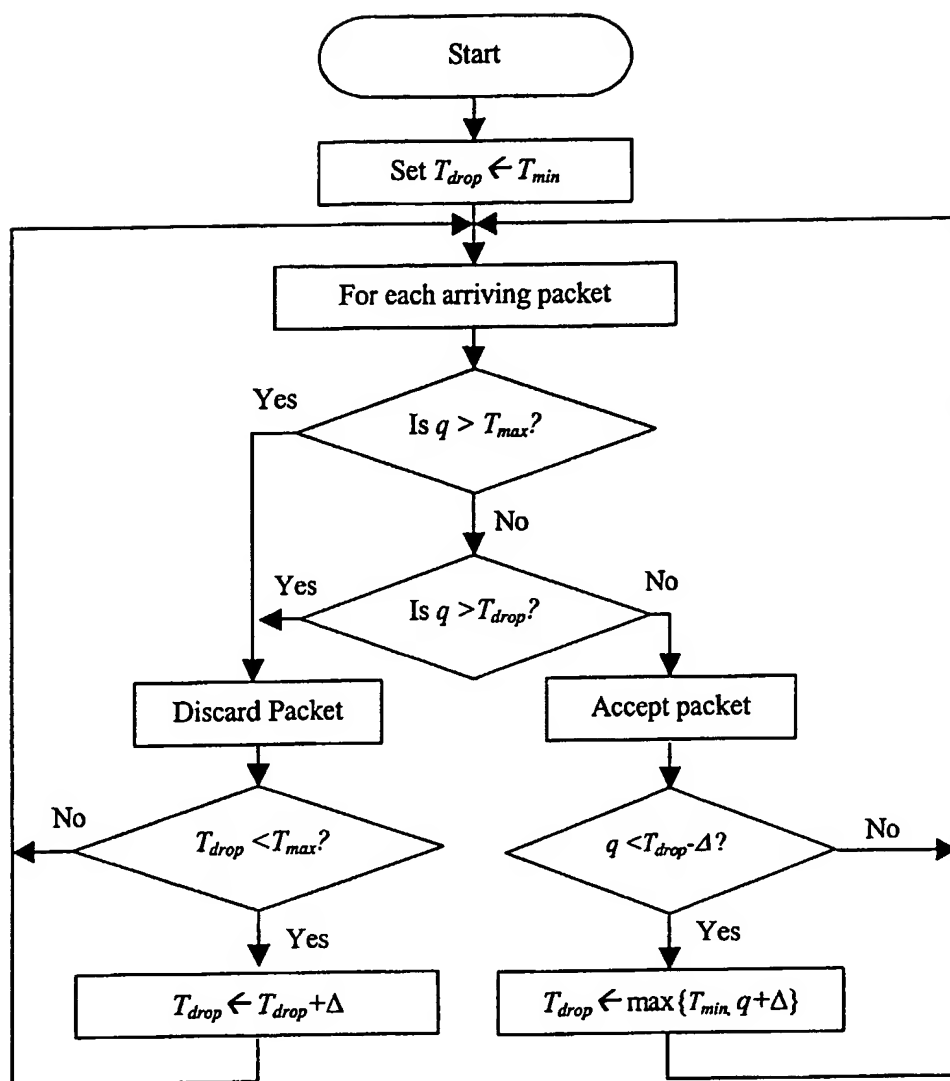 Start
Set T_drop ← T_min
For each arriving packet
Yes
Is q > T_max?
No
Yes
Is q >T_drop?
No
Discard Packet
Accept packet
No
T_drop <T_max?
q <T_drop-Δ?
No
Yes
Yes
T_drop ← T_drop+Δ
T_drop ← max{T_min, q+Δ}